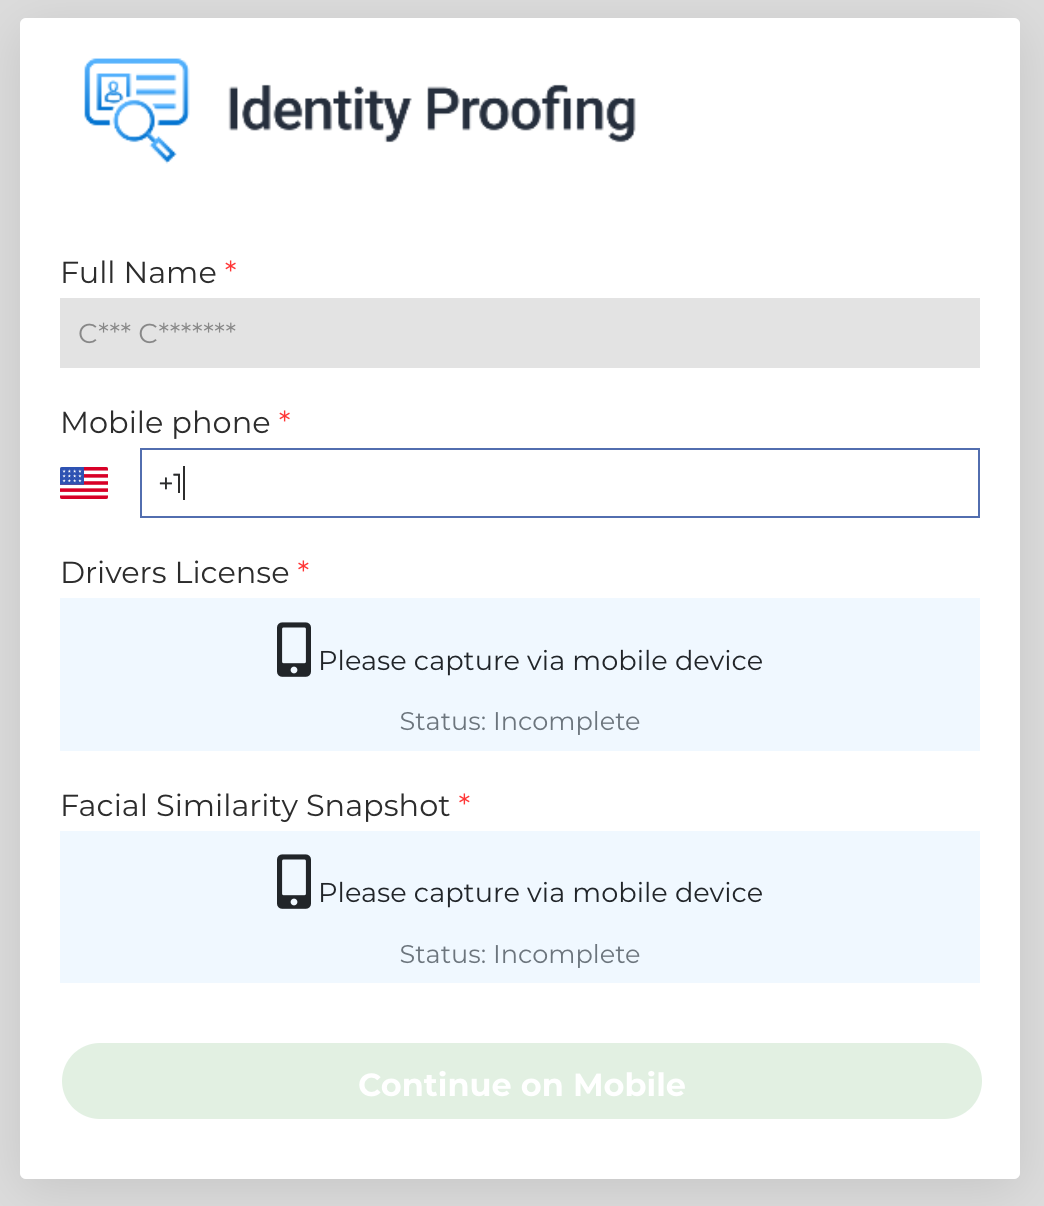 Identity Proofing
Full Name *
C*** C*******
Mobile phone *
+1
Drivers License *
Please capture via mobile device
Status: Incomplete
Facial Similarity Snapshot *
Please capture via mobile device
Status: Incomplete
Continue on Mobile